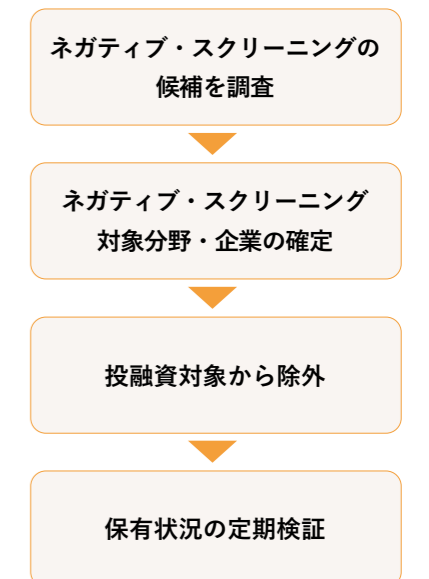 ネガティブ・スクリーニングの
候補を調査
ネガティブ・スクリーニング
対象分野・企業の確定
投融資対象から除外
保有状況の定期検証